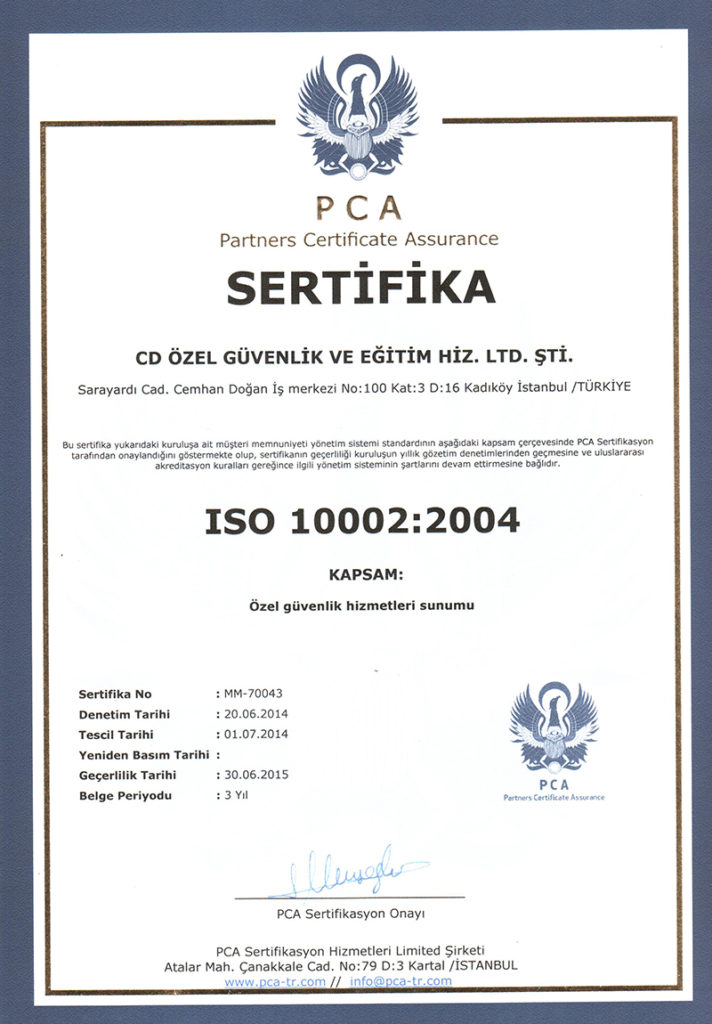 PCA
Partners Certificate Assurance
SERTİFİKA
CD ÖZEL GÜVENLİK VE EĞİTİM HİZ. LTD. ŞTİ.
Sarayardı Cad. Cemhan Doğan İş merkezi No:100 Kat:3 D:16 Kadıköy İstanbul /TÜRKİYE
Bu sertifika yukarıdaki kuruluşa ait müşteri memnuniyeti yönetim sistemi standardının aşağıdaki kapsam çerçevesinde PCA Sertifikasyon
tarafından onaylandığını göstermekte olup, sertifikanın geçerliliği kuruluşun yıllık gözetim denetimlerinden geçmesine ve uluslararası
akreditasyon kuralları gereğince ilgili yönetim sisteminin şartlarını devam ettirmesine bağlıdır.
ISO 10002:2004
KAPSAM:
Özel güvenlik hizmetleri sunumu
Sertifika No : MM-70043
Denetim Tarihi : 20.06.2014
Tescil Tarihi : 01.07.2014
Yeniden Basım Tarihi :
Geçerlilik Tarihi : 30.06.2015
Belge Periyodu : 3 Yıl
PCA
Partners Certificate Assurance
PCA Sertifikasyon Onayı
PCA Sertifikasyon Hizmetleri Limited Şirketi
Atalar Mah. Çanakkale Cad. No:79 D:3 Kartal /İSTANBUL
www.pca-tr.com // info@pca-tr.com